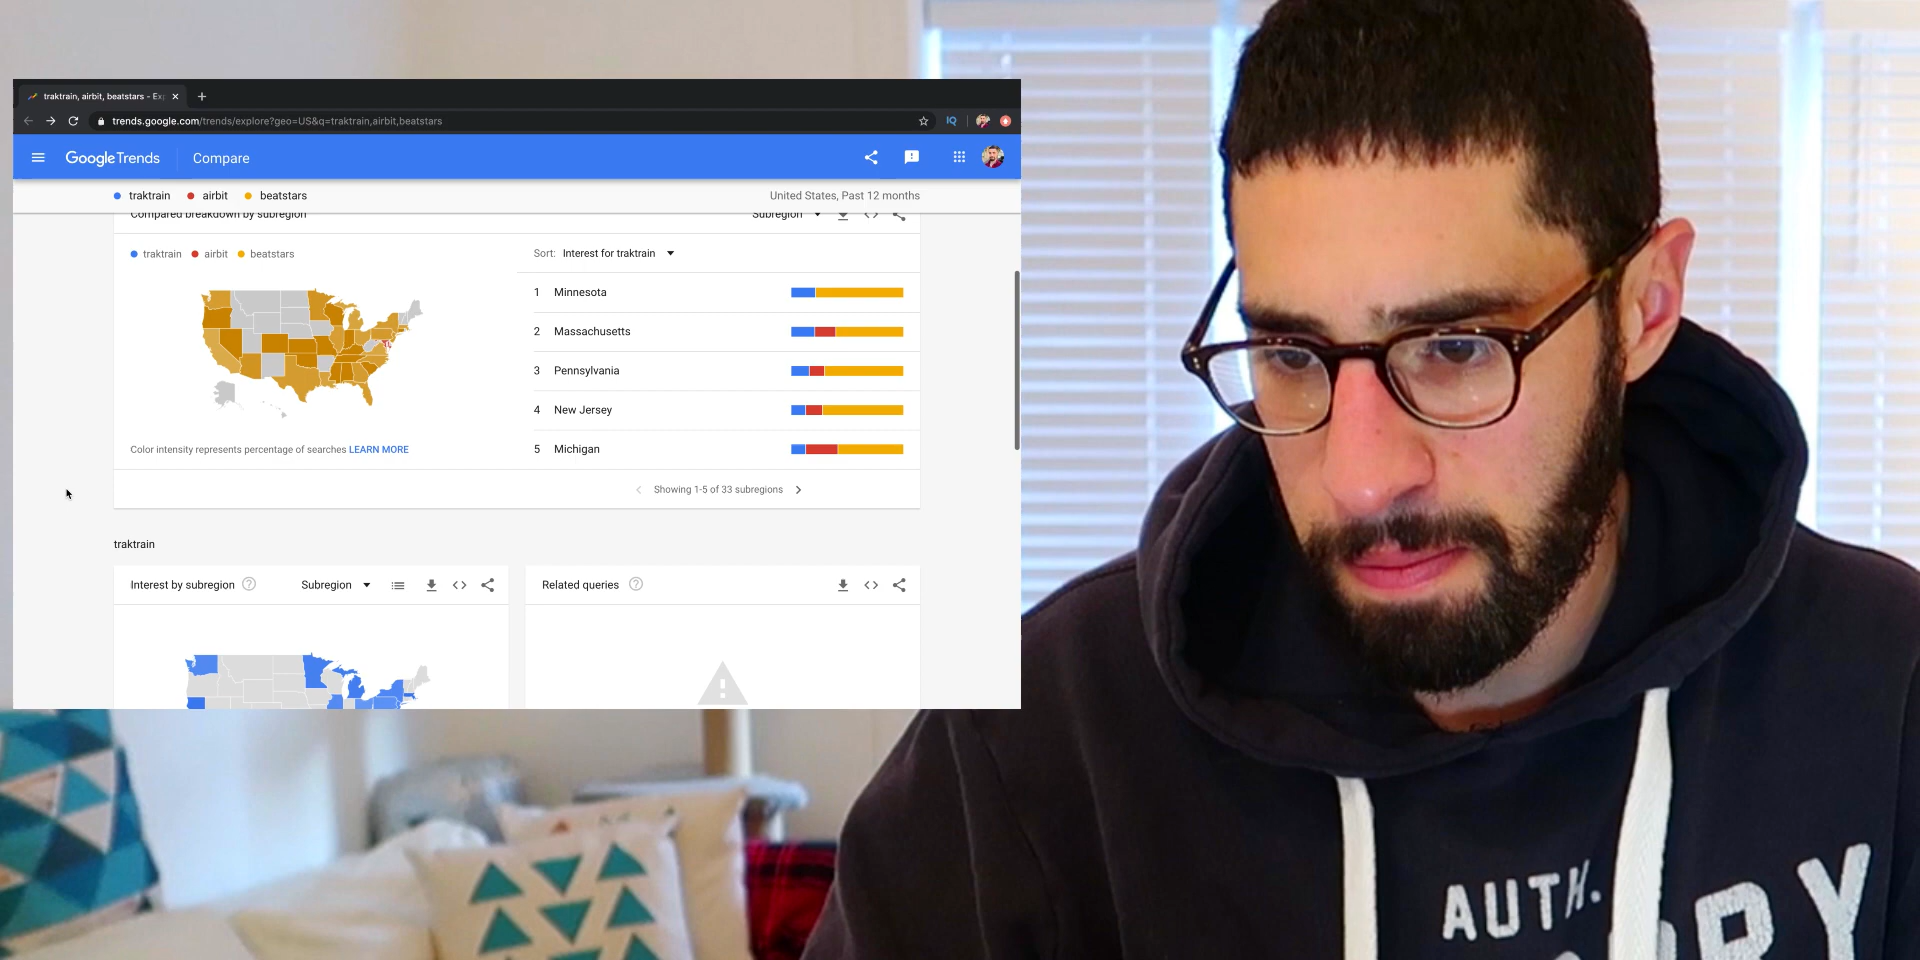 traktrain, airbit, beatstars - Ex
trends.google.com/trends/explore?geo=US&q=traktrain,airbit,beatstars
IQ
Google Trends
Compare
traktrain
airbit
beatstars
United States, Past 12 months
Compared breakdown by subregion
Subregion
traktrain
airbit
beatstars
Sort: Interest for traktrain
1 Minnesota
2 Massachusetts
3 Pennsylvania
4 New Jersey
5 Michigan
Color intensity represents percentage of searches LEARN MORE
Showing 1-5 of 33 subregions
traktrain
Interest by subregion
Subregion
Related queries
AUTH.
RY